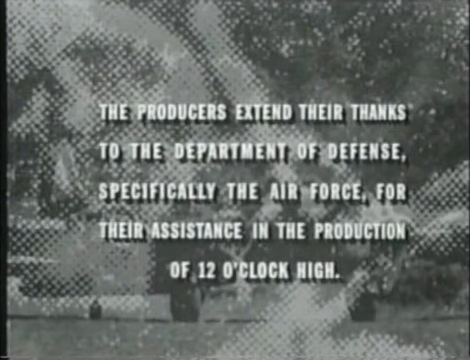 THE PRODUCERS EXTEND THEIR THANKS
TO THE DEPARTMENT OF DEFENSE,
SPECIFICALLY THE AIR FORCE, FOR
THEIR ASSISTANCE IN THE PRODUCTION
OF 12 O'CLOCK HIGH.